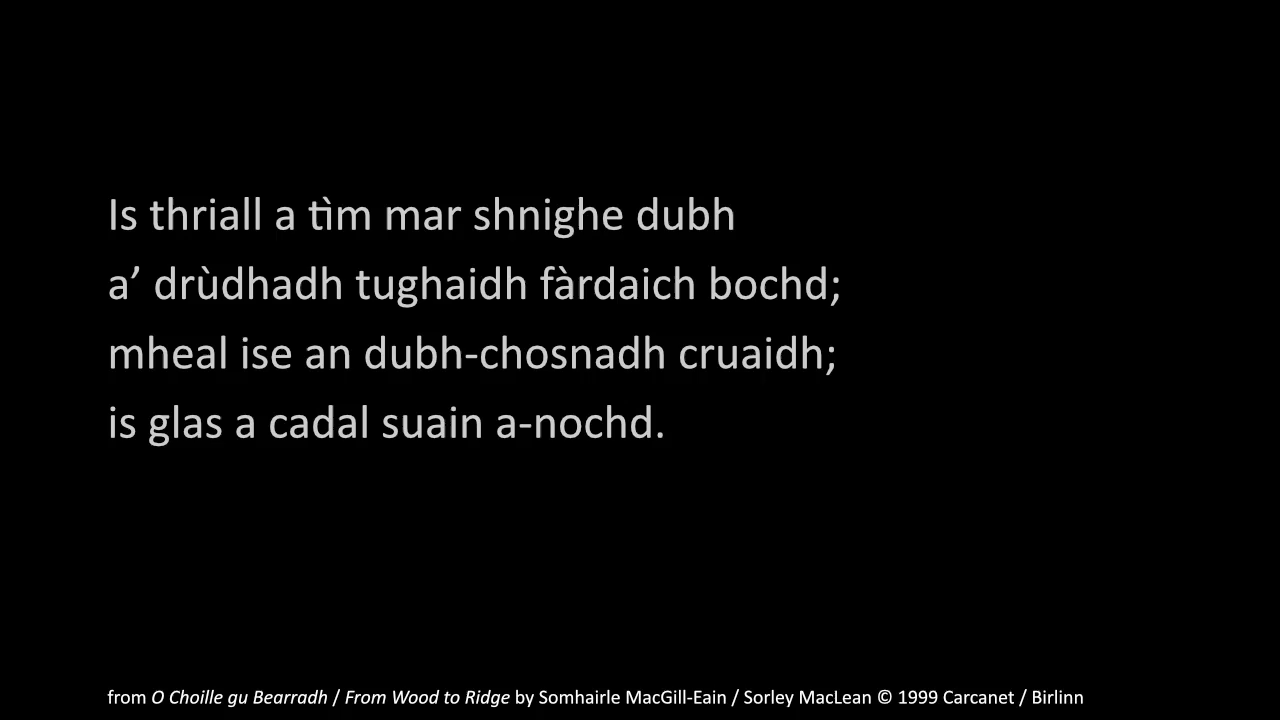 Is thriall a tìm mar shnighe dubh
a’ drùdhadh tughaidh fàrdaich bochd;
mheal ise an dubh-chosnadh cruaidh;
is glas a cadal suain a-nochd.
from O Choille gu Bearradh / From Wood to Ridge by Somhairle MacGill-Eain / Sorley MacLean © 1999 Carcanet / Birlinn